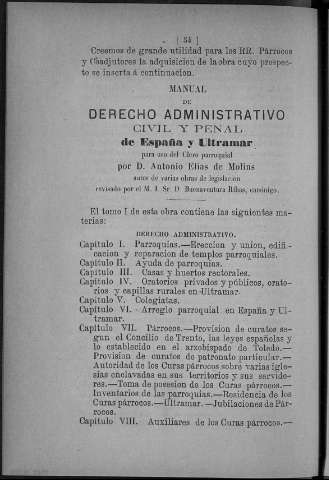 [ 34 ]
Creemos de grande utilidad para los RR. Párrocos
y Coadjutores la adquisicion de la obra cuyo prospec-
to se inserta á continuacion.
MANUAL
DE
DERECHO ADMINISTRATIVO
CIVIL Y PENAL
de España y Ultramar
para uso del Clero parroquial
por D. Antonio Elias de Molins
autor de varias obras de legislacion
revisado por el M. I. Sr. D. Buenaventura Ribas, canónigo.
El tomo I de esta obra contiene las siguientes ma-
terias:
DERECHO ADMINISTRATIVO.
Capítulo I. Parroquias.—Ereccion y union, edifi-
cacion y reparacion de templos parroquiales.
Capítulo II. Ayuda de parroquias.
Capítulo III. Casas y huertos rectorales.
Capítulo IV. Oratorios privados y públicos, orato-
rios y capillas rurales en Ultramar.
Capítulo V. Colegiatas.
Capítulo VI. Arreglo parroquial en España y Ul-
tramar.
Capítulo VII. Párrocos.—Provision de curatos se-
gun el Concilio de Trento, las leyes españolas y
lo establecido en el arzobispado de Toledo.—
Provision de curatos de patronato particular.—
Autoridad de los Curas párrocos sobre varias igle-
sias enclavadas en sus territorios y sus servido-
res.—Toma de posesion de los Curas párrocos.—
Inventarios de las parroquias.—Residencia de los
Curas párrocos.—Ultramar.—Jubilaciones de Pár-
rocos.
Capítulo VIII. Auxiliares de los Curas párrocos.—